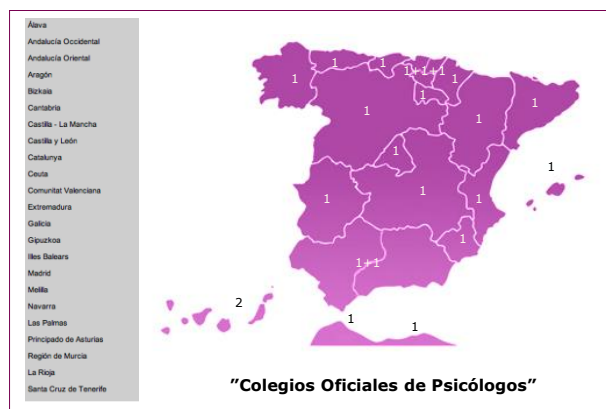 Álava
Andalucía Occidental
Andalucía Oriental
Aragón
Bizkaia
Cantabria
Castilla - La Mancha
Castilla y León
Catalunya
Ceuta
Comunitat Valenciana
Extremadura
Galicia
Gipuzkoa
Illes Balears
Madrid
Melilla
Navarra
Las Palmas
Principado de Asturias
Región de Murcia
La Rioja
Santa Cruz de Tenerife
1
1
1
1+1+1
1
1
1
1
1
1
1
1
1
1
1
1+1
2
1
1
”Colegios Oficiales de Psicólogos”